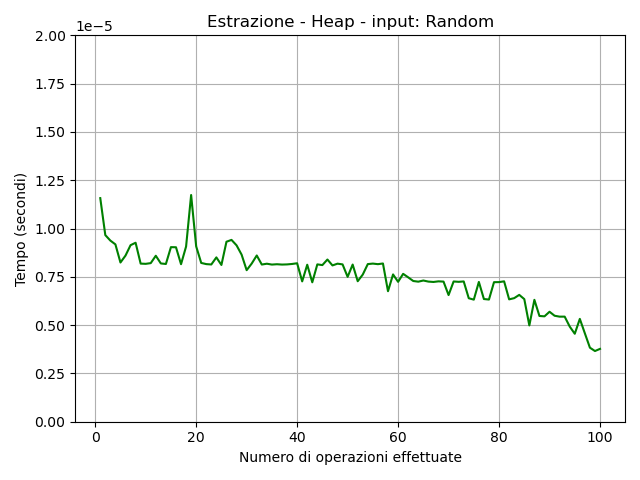 Estrazione - Heap - input: Random
1e−5
2.00
1.75
1.50
1.25
1.00
0.75
0.50
0.25
0.00
Tempo (secondi)
0 20 40 60 80 100
Numero di operazioni effettuate